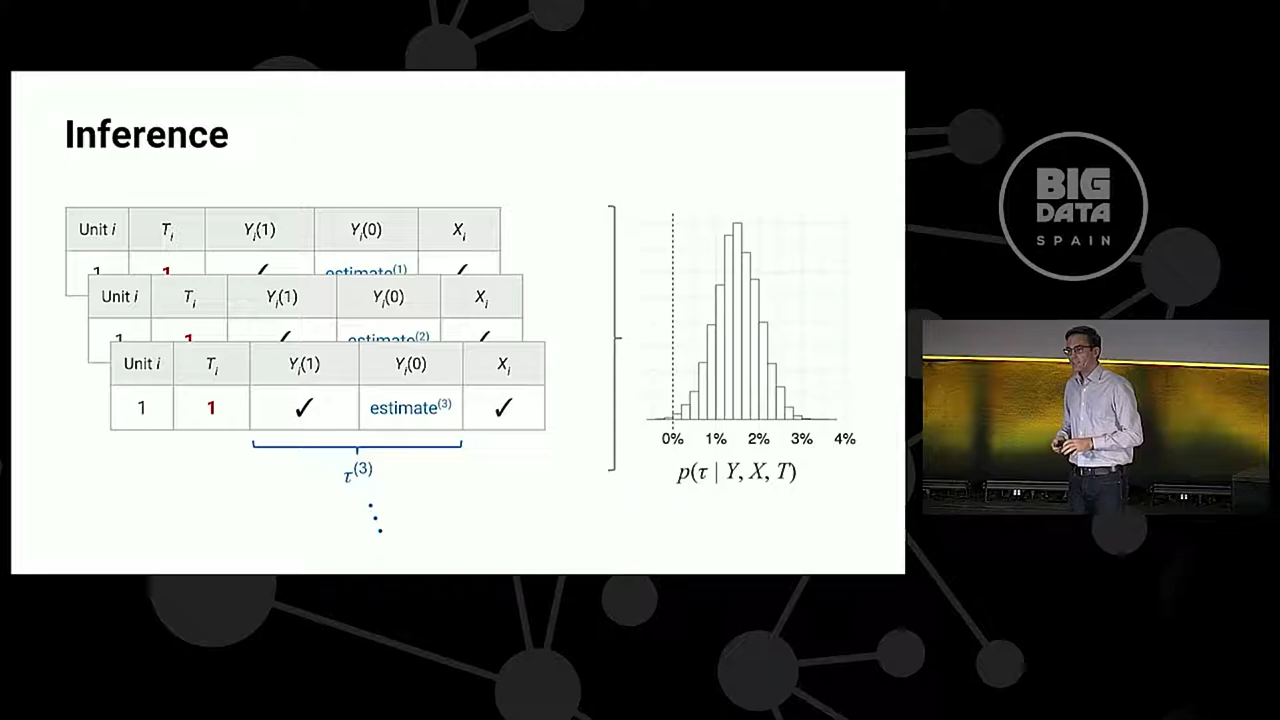 Inference
Unit i T_i Y_i(1) Y_i(0) X_i
1 1 ✓ estimate^(1) ✓
Unit i T_i Y_i(1) Y_i(0) X_i
1 1 ✓ estimate^(2) ✓
Unit i T_i Y_i(1) Y_i(0) X_i
1 1 ✓ estimate^(3) ✓
τ^(3)
0% 1% 2% 3% 4%
p(τ | Y, X, T)
BIG
DATA
SPAIN